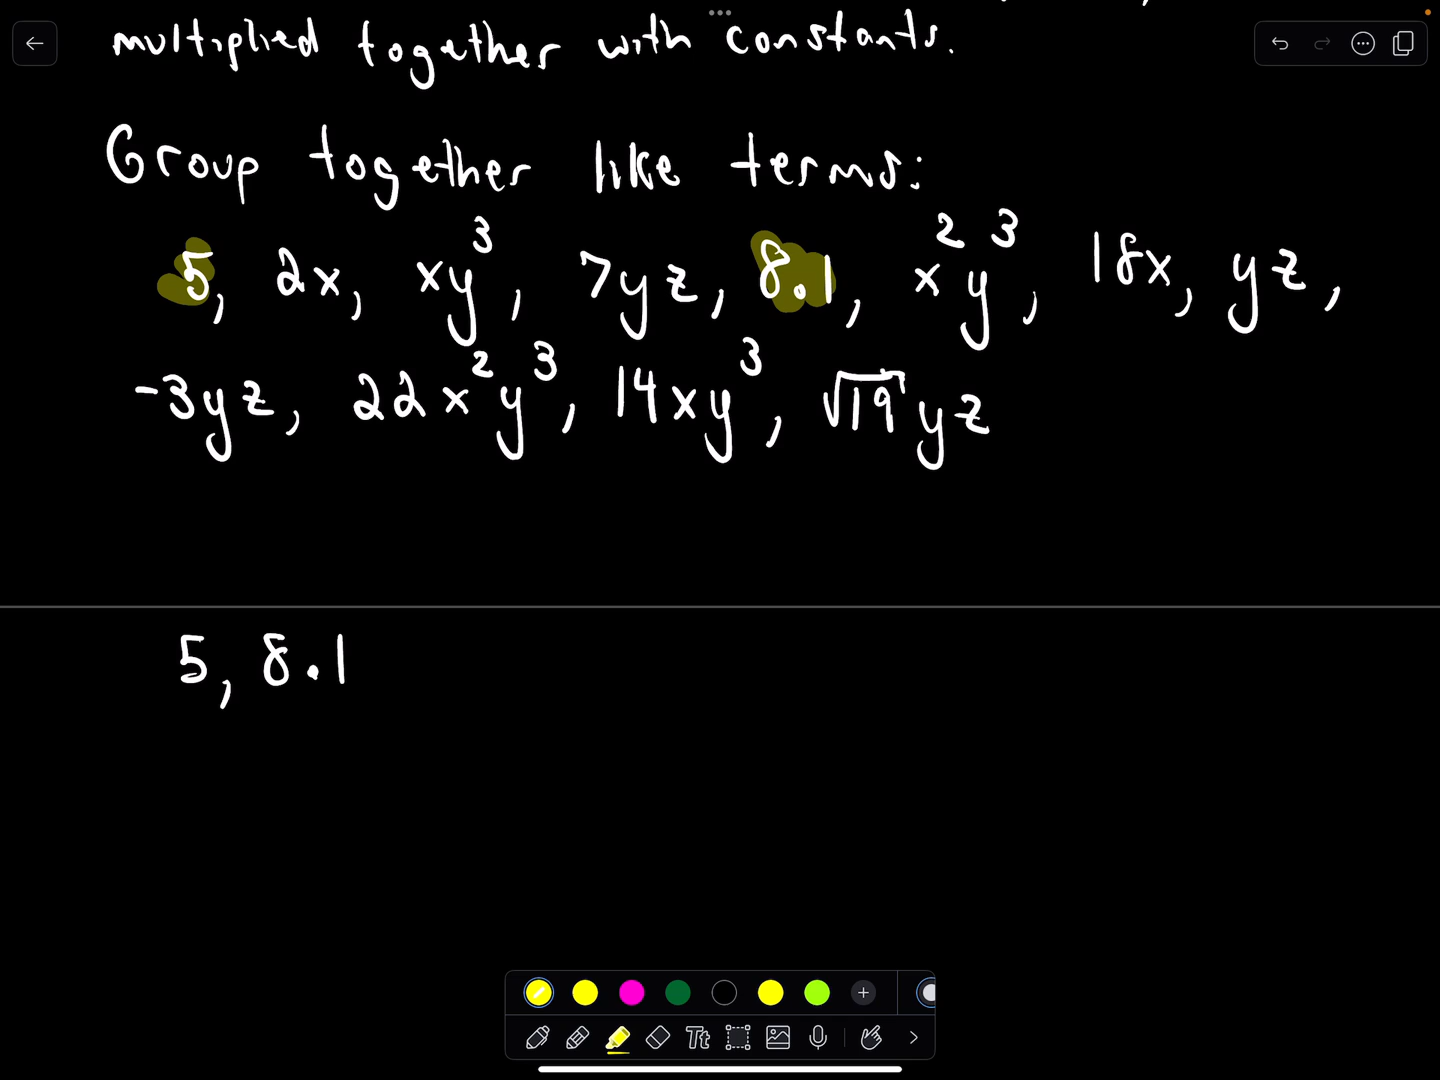 multiplied together with constants.
Group together like terms:
5, 2x, xy³, 7yz, 8.1, x²y³, 18x, yz,
-3yz, 22x²y³, 14xy³, √19 yz
5, 8.1
Tt